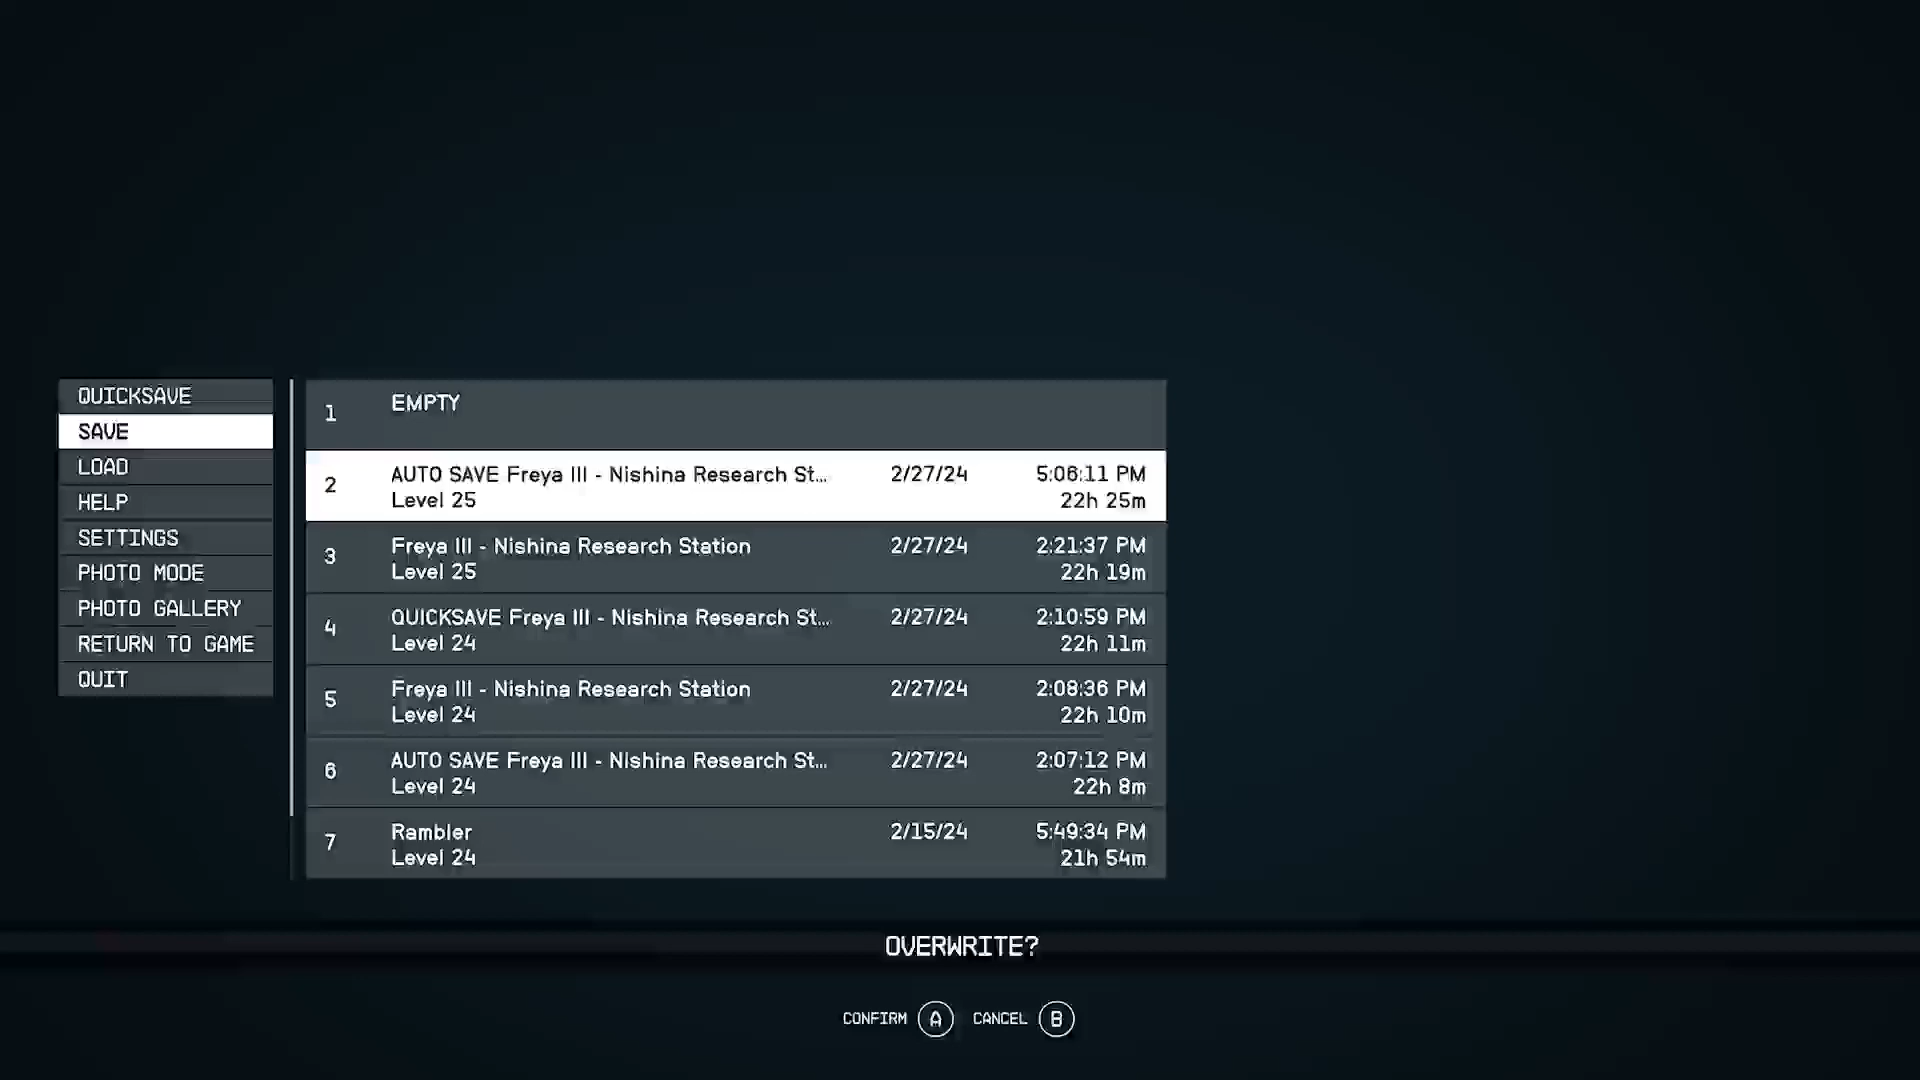 QUICKSAVE
SAVE
LOAD
HELP
SETTINGS
PHOTO MODE
PHOTO GALLERY
RETURN TO GAME
QUIT
1 EMPTY
2 AUTO SAVE Freya III - Nishina Research St... 2/27/24 5:06:11 PM
Level 25 22h 25m
3 Freya III - Nishina Research Station 2/27/24 2:21:37 PM
Level 25 22h 19m
4 QUICKSAVE Freya III - Nishina Research St... 2/27/24 2:10:59 PM
Level 24 22h 11m
5 Freya III - Nishina Research Station 2/27/24 2:08:36 PM
Level 24 22h 10m
6 AUTO SAVE Freya III - Nishina Research St... 2/27/24 2:07:12 PM
Level 24 22h 8m
7 Rambler 2/15/24 5:49:34 PM
Level 24 21h 54m
OVERWRITE?
CONFIRM A CANCEL B